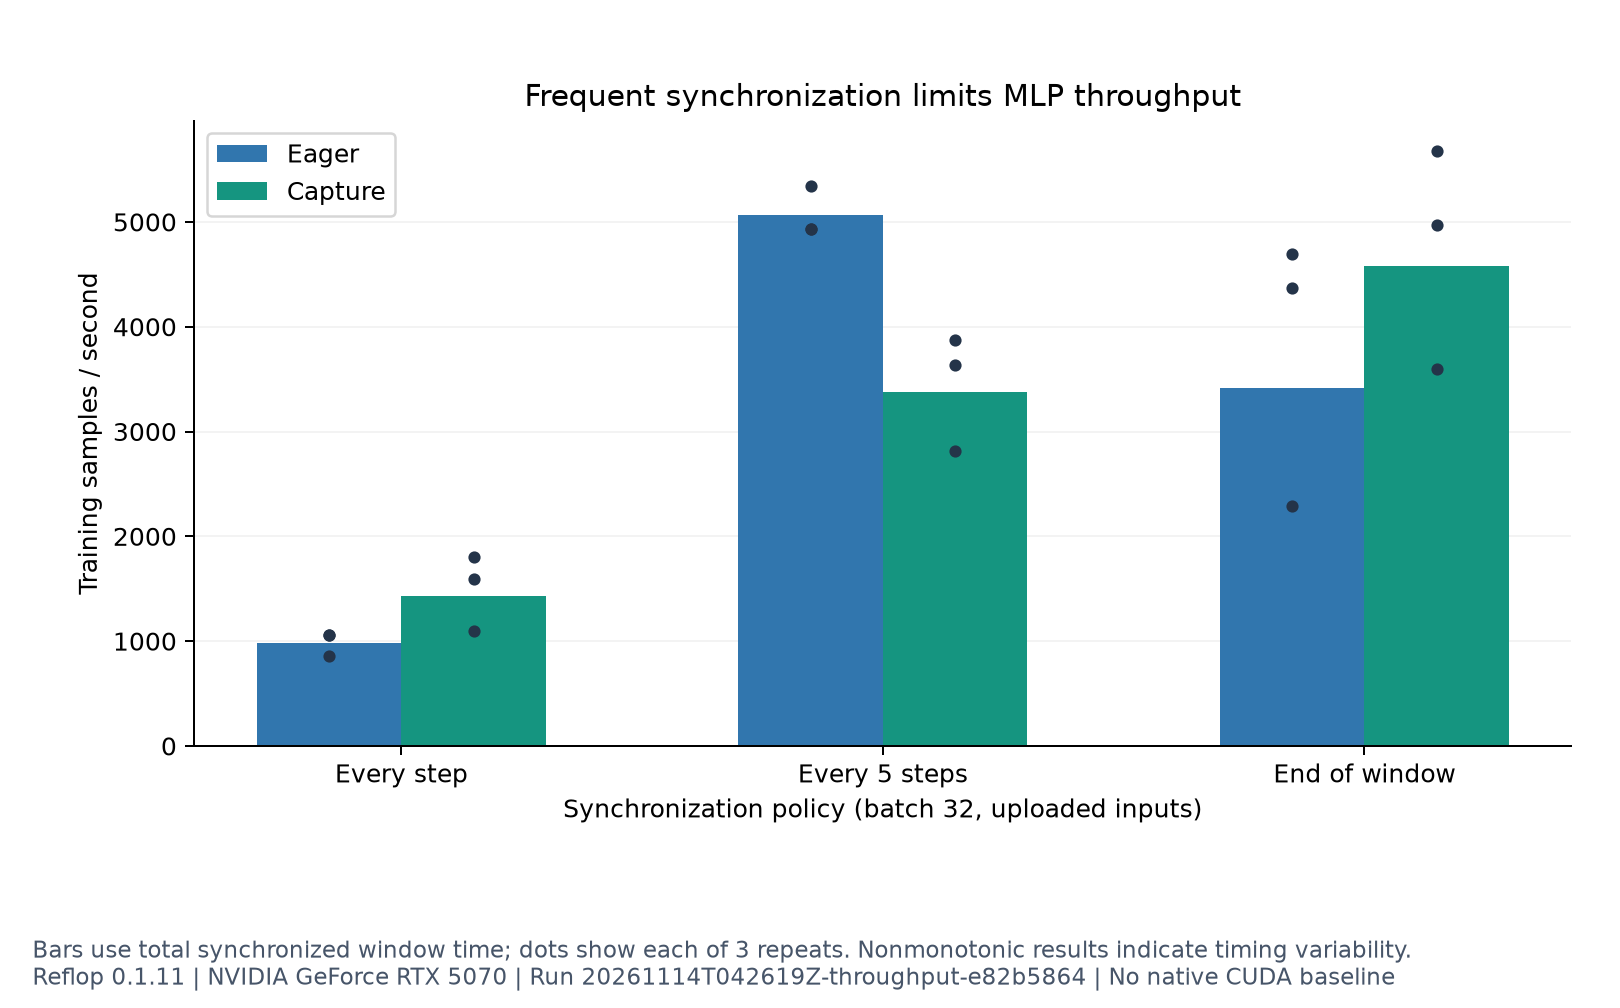 Frequent synchronization limits MLP throughput
Eager
Capture
Training samples / second
5000
4000
3000
2000
1000
0
Every step
Every 5 steps
End of window
Synchronization policy (batch 32, uploaded inputs)
Bars use total synchronized window time; dots show each of 3 repeats. Nonmonotonic results indicate timing variability.
Reflop 0.1.11 | NVIDIA GeForce RTX 5070 | Run 20261114T042619Z-throughput-e82b5864 | No native CUDA baseline